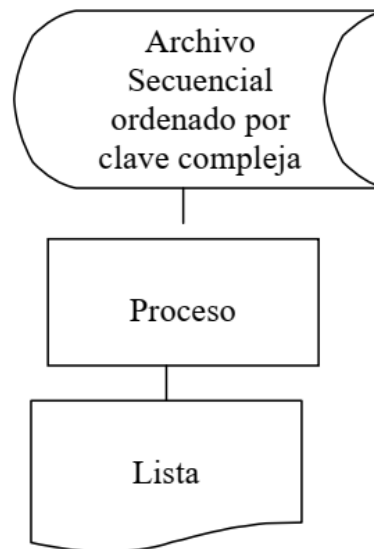 Archivo
Secuencial
ordenado por
clave compleja
Proceso
Lista